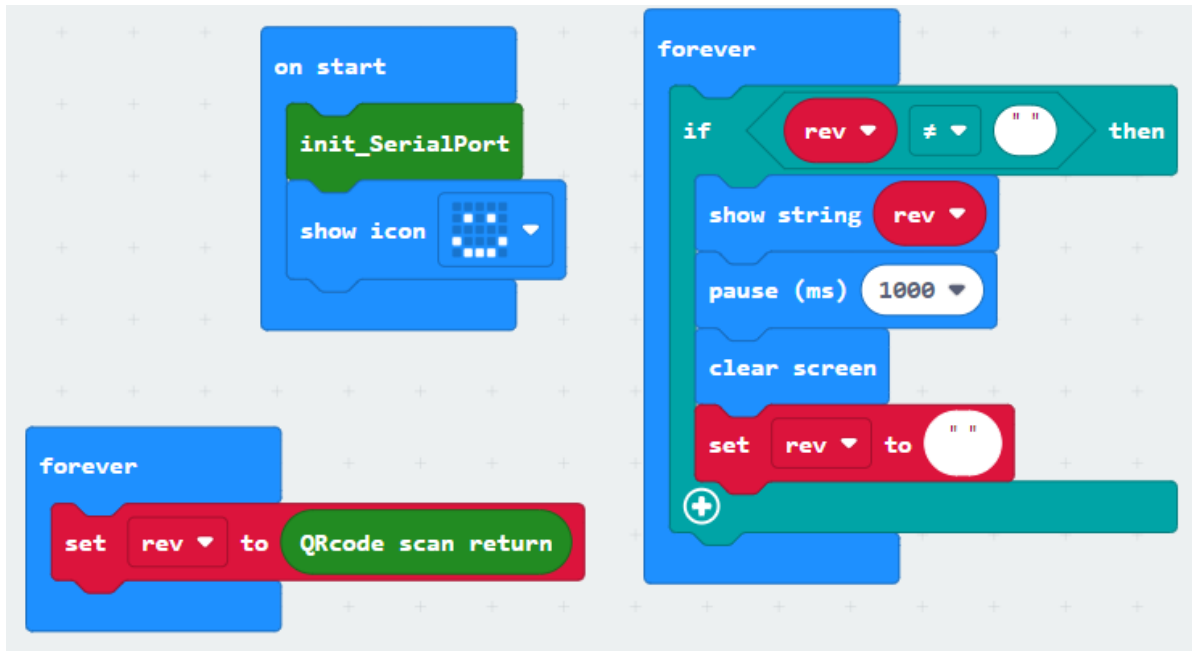 on start
init_SerialPort
show icon
forever
set rev to QRcode scan return
forever
if rev ≠ " " then
show string rev
pause (ms) 1000
clear screen
set rev to " "